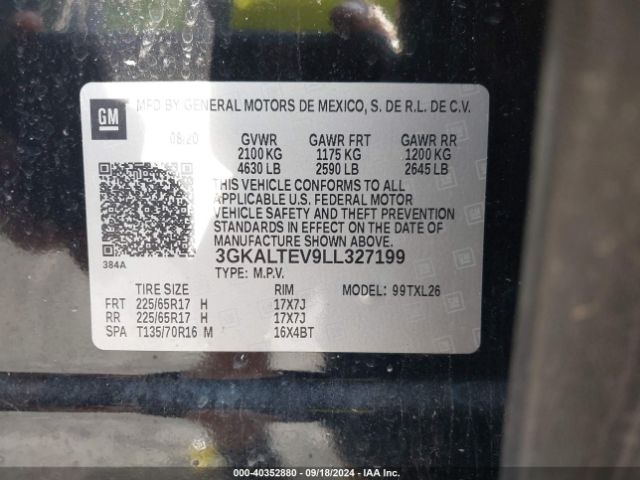 GM
MFD BY GENERAL MOTORS DE MEXICO, S. DE R.L. DE C.V.
08/20 GVWR GAWR FRT GAWR RR
2100 KG 1175 KG 1200 KG
4630 LB 2590 LB 2645 LB
THIS VEHICLE CONFORMS TO ALL
APPLICABLE U.S. FEDERAL MOTOR
VEHICLE SAFETY AND THEFT PREVENTION
STANDARDS IN EFFECT ON THE DATE OF
MANUFACTURE SHOWN ABOVE.
384A
3GKALTEV9LL327199
TYPE: M.P.V.
TIRE SIZE RIM MODEL: 99TXL26
FRT 225/65R17 H 17X7J
RR 225/65R17 H 17X7J
SPA T135/70R16 M 16X4BT
000-40352880 - 09/18/2024 - IAA Inc.